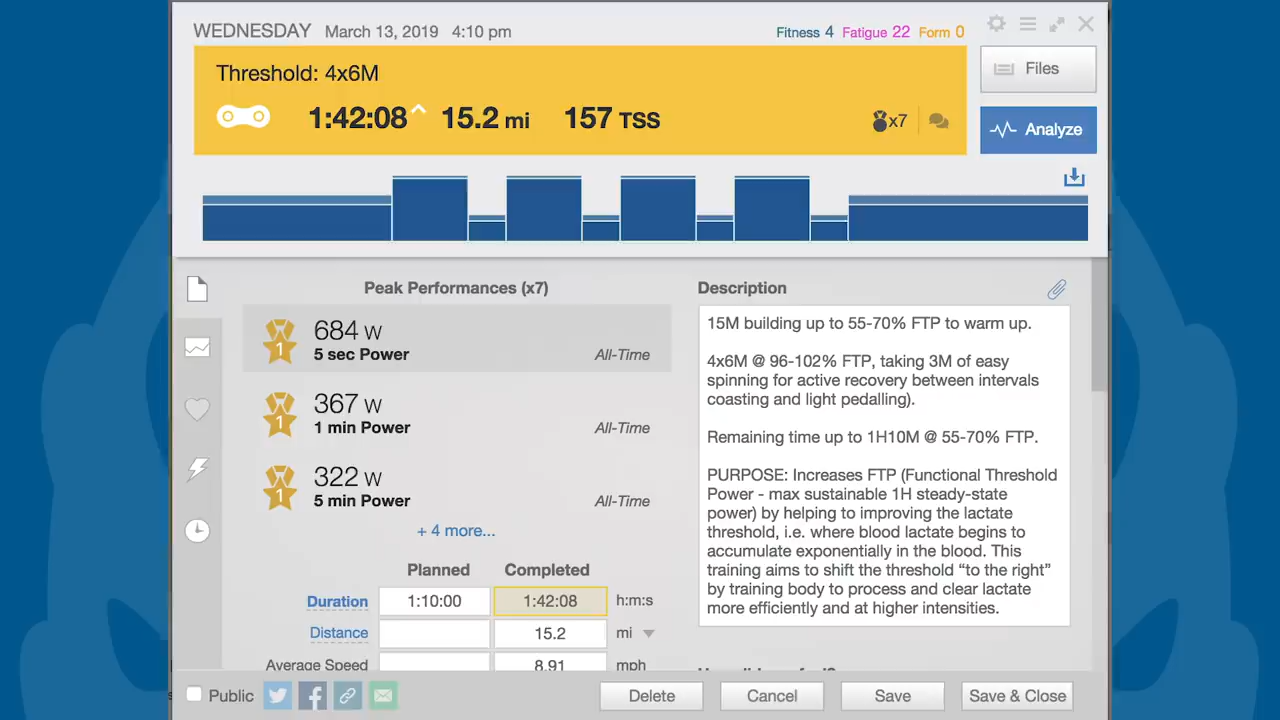 WEDNESDAY March 13, 2019 4:10 pm
Fitness 4 Fatigue 22 Form 0
Threshold: 4x6M
1:42:08 15.2 mi 157 TSS
x7
Files
Analyze
Peak Performances (x7)
684 W
5 sec Power All-Time
367 W
1 min Power All-Time
322 W
5 min Power All-Time
+ 4 more...
Planned Completed
Duration 1:10:00 1:42:08 h:m:s
Distance 15.2 mi
Average Speed 8.91 mph
Description
15M building up to 55-70% FTP to warm up.
4x6M @ 96-102% FTP, taking 3M of easy
spinning for active recovery between intervals
coasting and light pedalling).
Remaining time up to 1H10M @ 55-70% FTP.
PURPOSE: Increases FTP (Functional Threshold
Power - max sustainable 1H steady-state
power) by helping to improving the lactate
threshold, i.e. where blood lactate begins to
accumulate exponentially in the blood. This
training aims to shift the threshold “to the right”
by training body to process and clear lactate
more efficiently and at higher intensities.
Public
Delete Cancel Save Save & Close